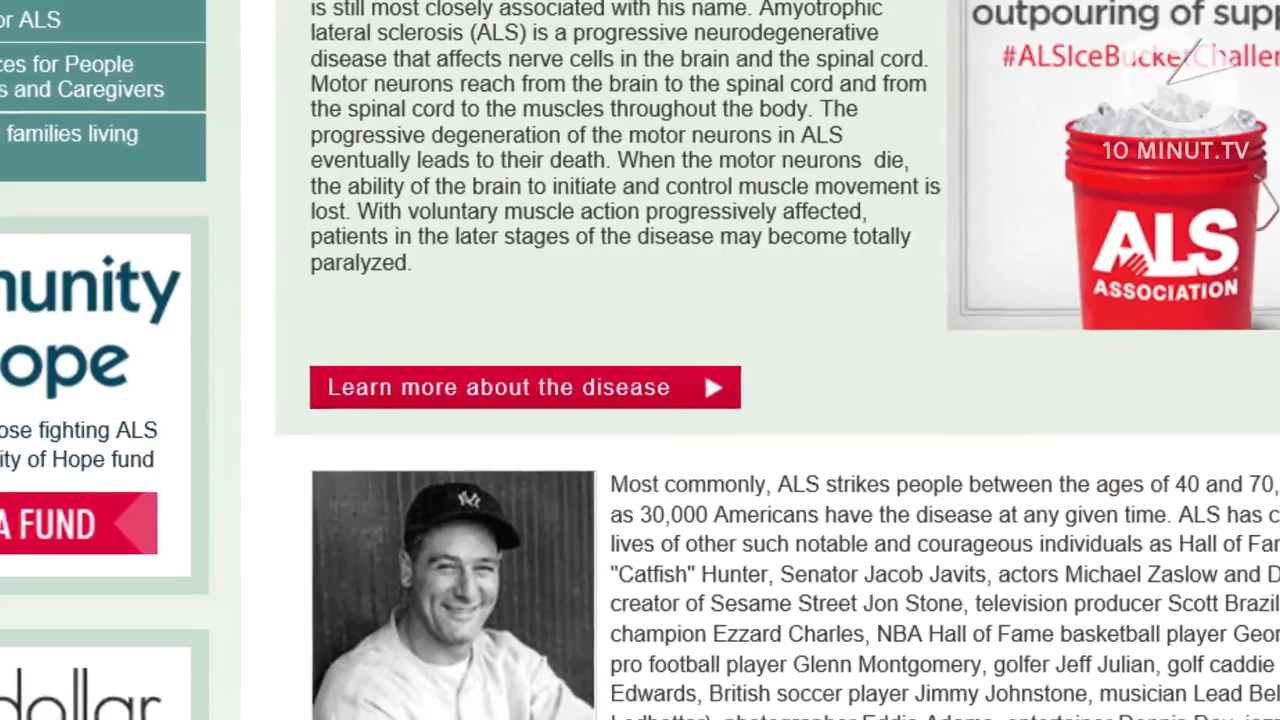 or ALS
ces for People
s and Caregivers
families living
munity
ope
ose fighting ALS
ity of Hope fund
A FUND
dollar
is still most closely associated with his name. Amyotrophic
lateral sclerosis (ALS) is a progressive neurodegenerative
disease that affects nerve cells in the brain and the spinal cord.
Motor neurons reach from the brain to the spinal cord and from
the spinal cord to the muscles throughout the body. The
progressive degeneration of the motor neurons in ALS
eventually leads to their death. When the motor neurons  die,
the ability of the brain to initiate and control muscle movement is
lost. With voluntary muscle action progressively affected,
patients in the later stages of the disease may become totally
paralyzed.
Learn more about the disease
outpouring of supp
#ALSIceBucketChallen
10 MINUT.TV
ALS
ASSOCIATION
Most commonly, ALS strikes people between the ages of 40 and 70,
as 30,000 Americans have the disease at any given time. ALS has c
lives of other such notable and courageous individuals as Hall of Fa
"Catfish" Hunter, Senator Jacob Javits, actors Michael Zaslow and D
creator of Sesame Street Jon Stone, television producer Scott Brazil
champion Ezzard Charles, NBA Hall of Fame basketball player Geor
pro football player Glenn Montgomery, golfer Jeff Julian, golf caddie
Edwards, British soccer player Jimmy Johnstone, musician Lead Bel
Ledbetter), photographer Eddie Adams, entertainer Dennis Day, jaz